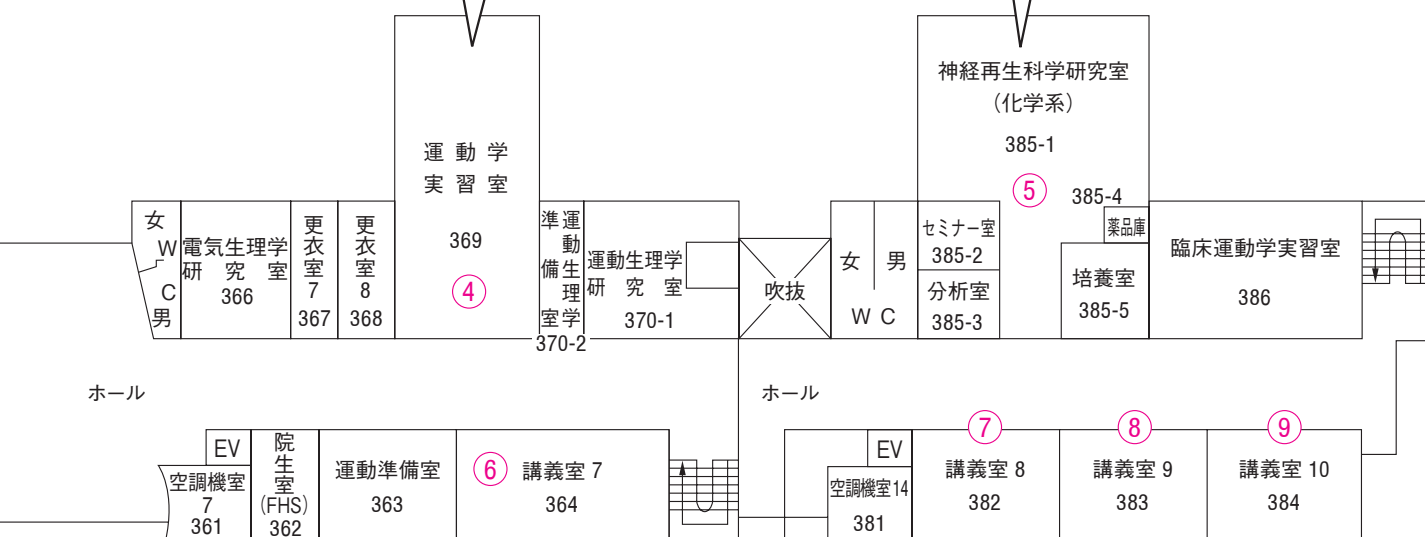 運動学
実習室
369
④
神経再生科学研究室
（化学系）
385-1
⑤
385-4
女
WC
男
電気生理学
研究室
366
更衣室7
367
更衣室8
368
運動生理学
準備室
370-2
運動生理学
研究室
370-1
吹抜
女
男
WC
セミナー室
385-2
分析室
385-3
薬品庫
培養室
385-5
臨床運動学実習室
386
ホール
ホール
EV
空調機室
7
361
院生室
(FHS)
362
運動準備室
363
⑥ 講義室 7
364
EV
空調機室14
381
⑦
講義室 8
382
⑧
講義室 9
383
⑨
講義室 10
384